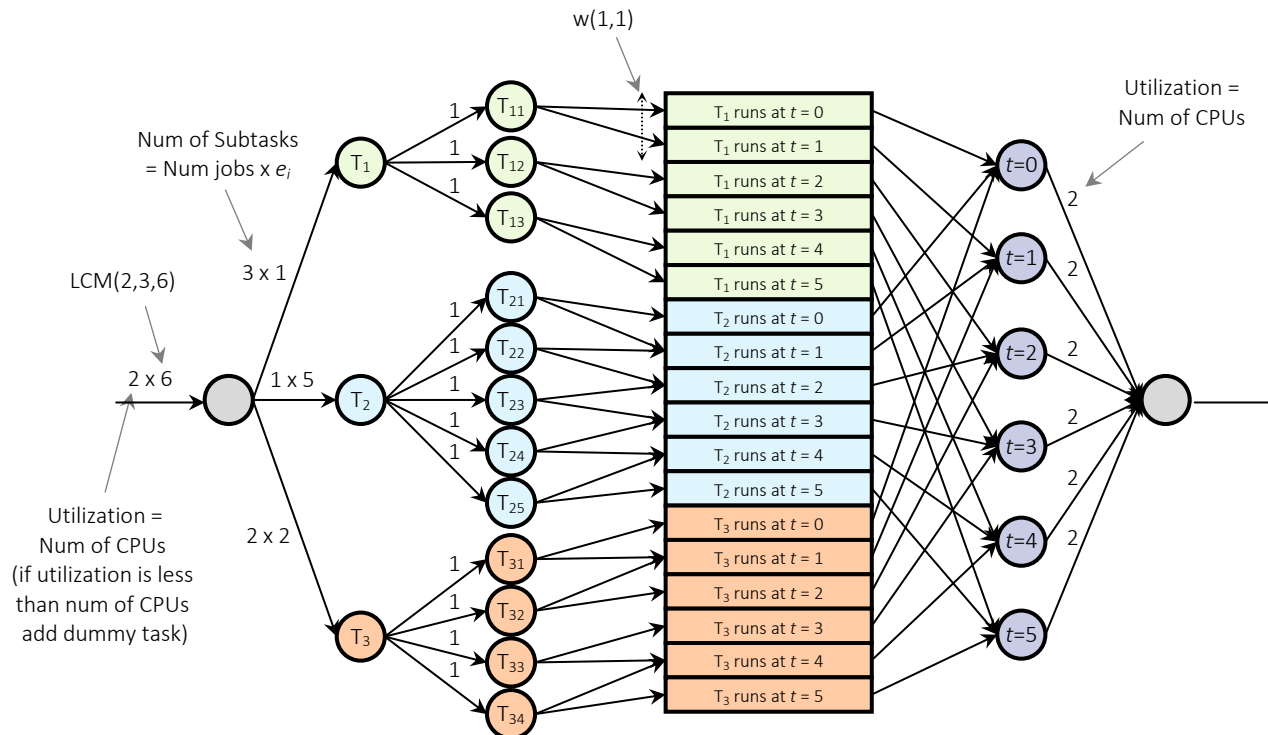 w(1,1)
Utilization =
Num of CPUs
Num of Subtasks
= Num jobs x eᵢ
LCM(2,3,6)
2 x 6
Utilization =
Num of CPUs
(if utilization is less
than num of CPUs
add dummy task)
3 x 1
1 x 5
2 x 2
T₁
T₂
T₃
1
1
1
1
1
1
1
1
1
1
1
1
T₁₁
T₁₂
T₁₃
T₂₁
T₂₂
T₂₃
T₂₄
T₂₅
T₃₁
T₃₂
T₃₃
T₃₄
T₁ runs at t = 0
T₁ runs at t = 1
T₁ runs at t = 2
T₁ runs at t = 3
T₁ runs at t = 4
T₁ runs at t = 5
T₂ runs at t = 0
T₂ runs at t = 1
T₂ runs at t = 2
T₂ runs at t = 3
T₂ runs at t = 4
T₂ runs at t = 5
T₃ runs at t = 0
T₃ runs at t = 1
T₃ runs at t = 2
T₃ runs at t = 3
T₃ runs at t = 4
T₃ runs at t = 5
t=0
t=1
t=2
t=3
t=4
t=5
2
2
2
2
2
2